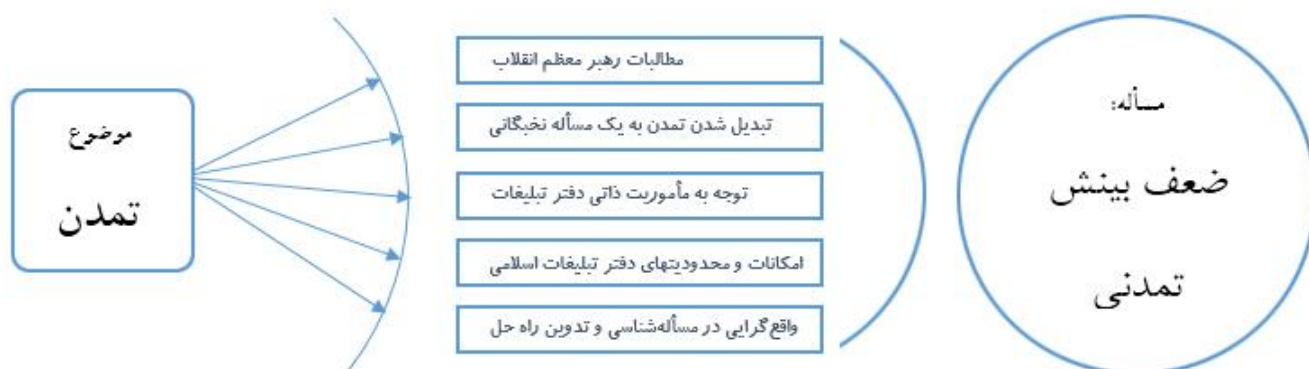 موضوع
تمدن
مطالبات رهبر معظم انقلاب
تبدیل شدن تمدن به یک مسأله نخبگانی
توجه به مأموریت ذاتی دفتر تبلیغات
امکانات و محدودیتهای دفتر تبلیغات اسلامی
واقع‌گرایی در مسأله‌شناسی و تدوین راه حل
مسأله:
ضعف بینش
تمدنی